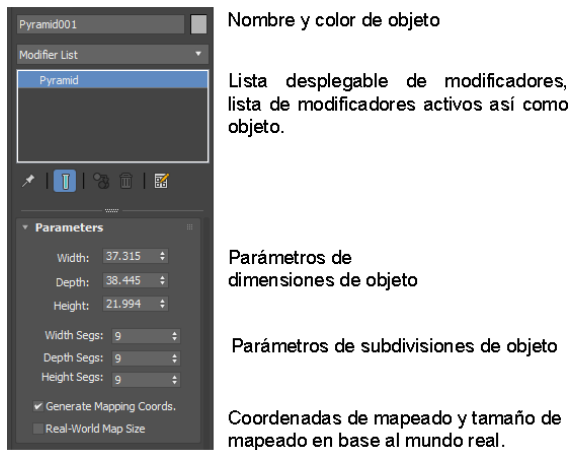 Pyramid001
Nombre y color de objeto
Modifier List
Pyramid
Lista desplegable de modificadores,
lista de modificadores activos así como
objeto.
Parameters
Width: 37.315
Depth: 38.445
Height: 21.994
Parámetros de
dimensiones de objeto
Width Segs: 9
Depth Segs: 9
Height Segs: 9
Parámetros de subdivisiones de objeto
Generate Mapping Coords.
Real-World Map Size
Coordenadas de mapeado y tamaño de
mapeado en base al mundo real.